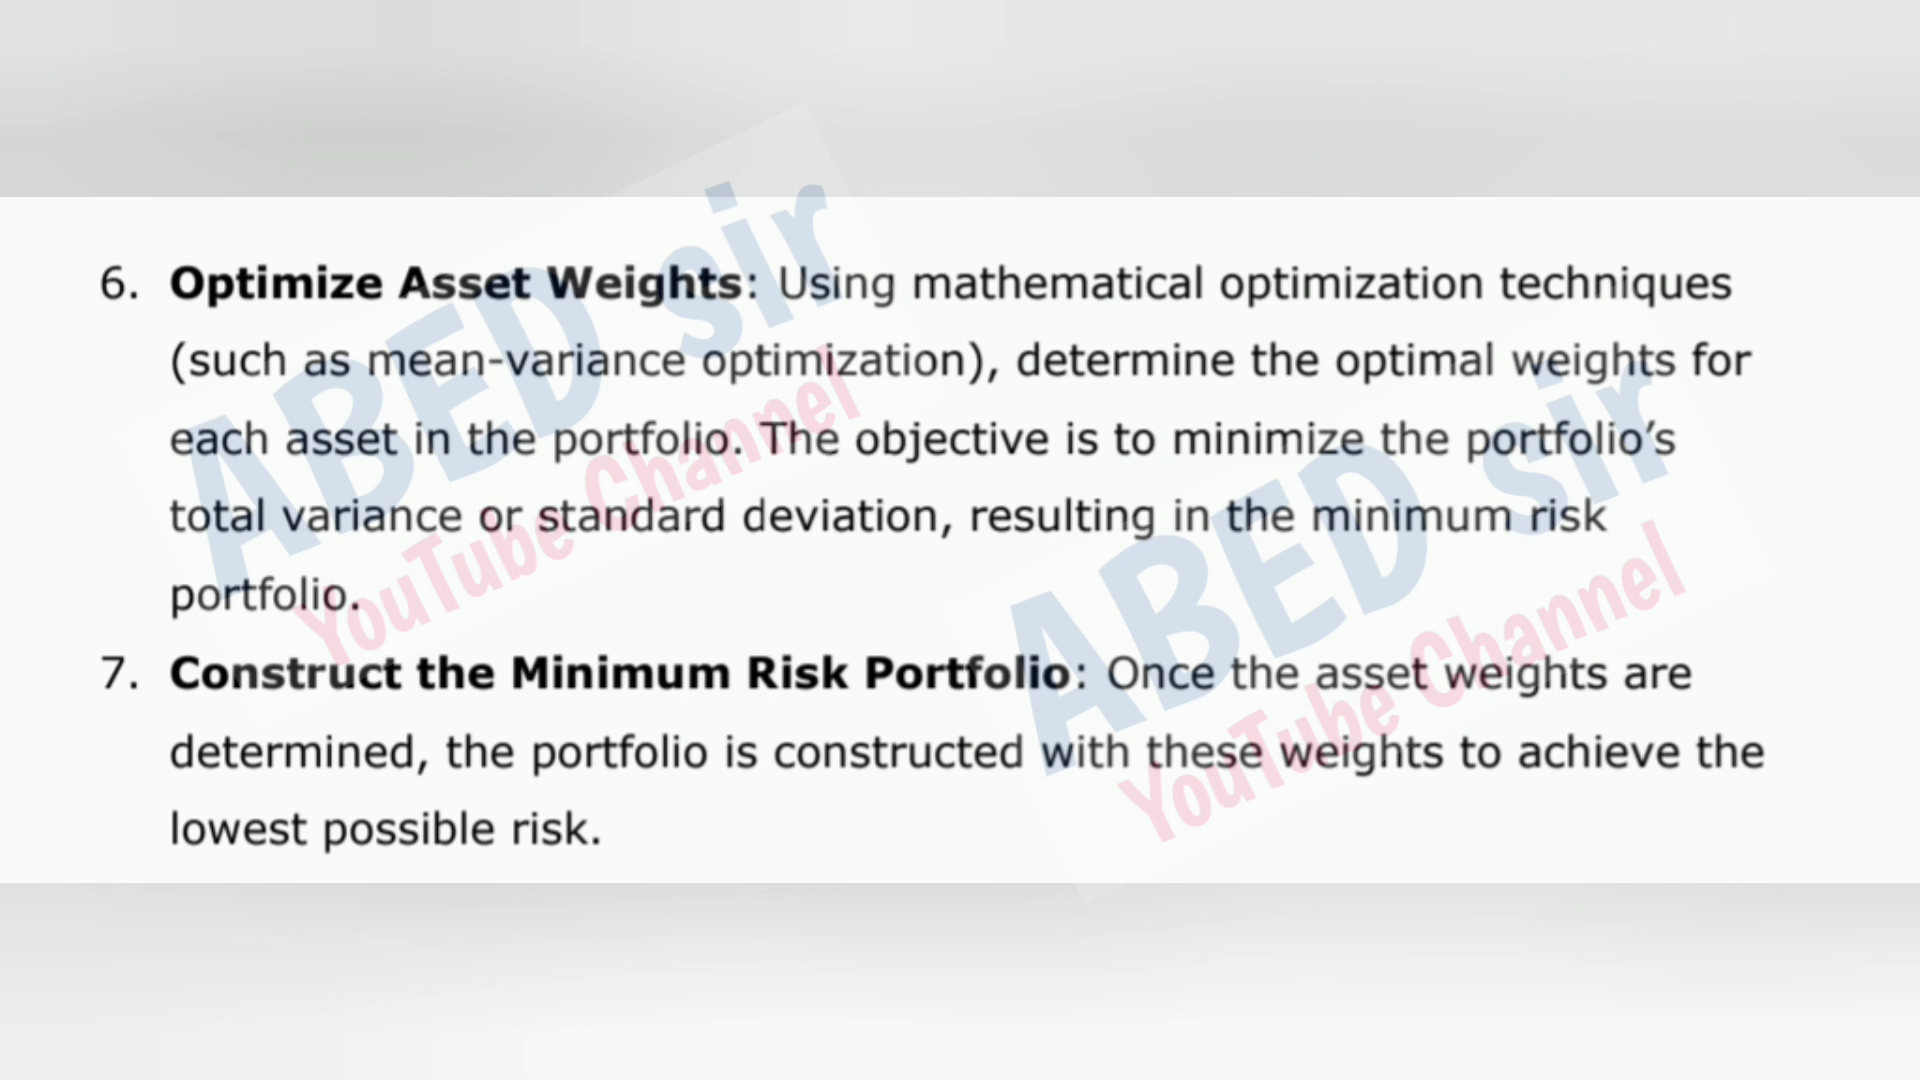 6. Optimize Asset Weights: Using mathematical optimization techniques
(such as mean-variance optimization), determine the optimal weights for
each asset in the portfolio. The objective is to minimize the portfolio’s
total variance or standard deviation, resulting in the minimum risk
portfolio.
7. Construct the Minimum Risk Portfolio: Once the asset weights are
determined, the portfolio is constructed with these weights to achieve the
lowest possible risk.
ABED sir
YouTube Channel
ABED sir
YouTube Channel